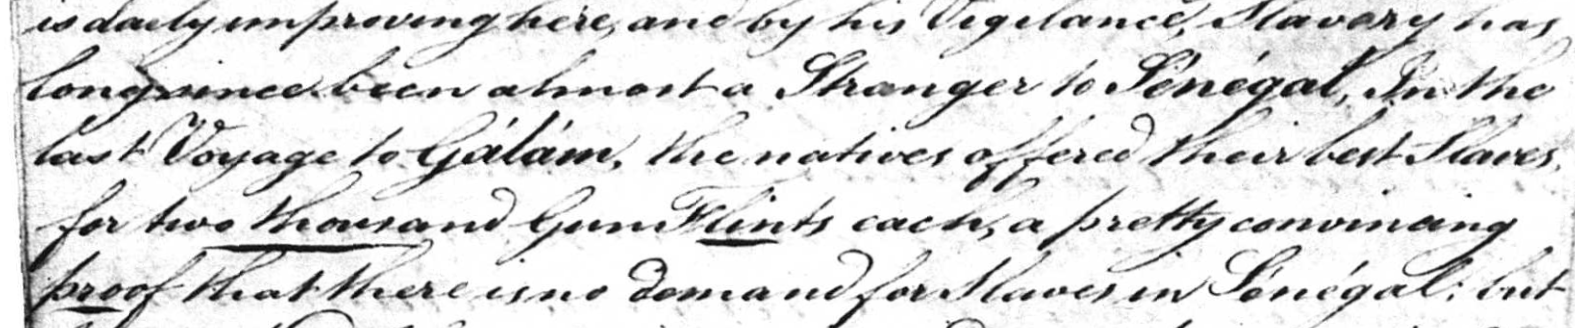 is daily improving here, and by his Vigilance, Slavery has
long since been almost a Stranger to Sénégal, In the
last Voyage to Gálám, the natives offered their best Slaves,
for two thousand Gun Flints each, a pretty convincing
proof that there is no demand for Slaves in Sénégal; but